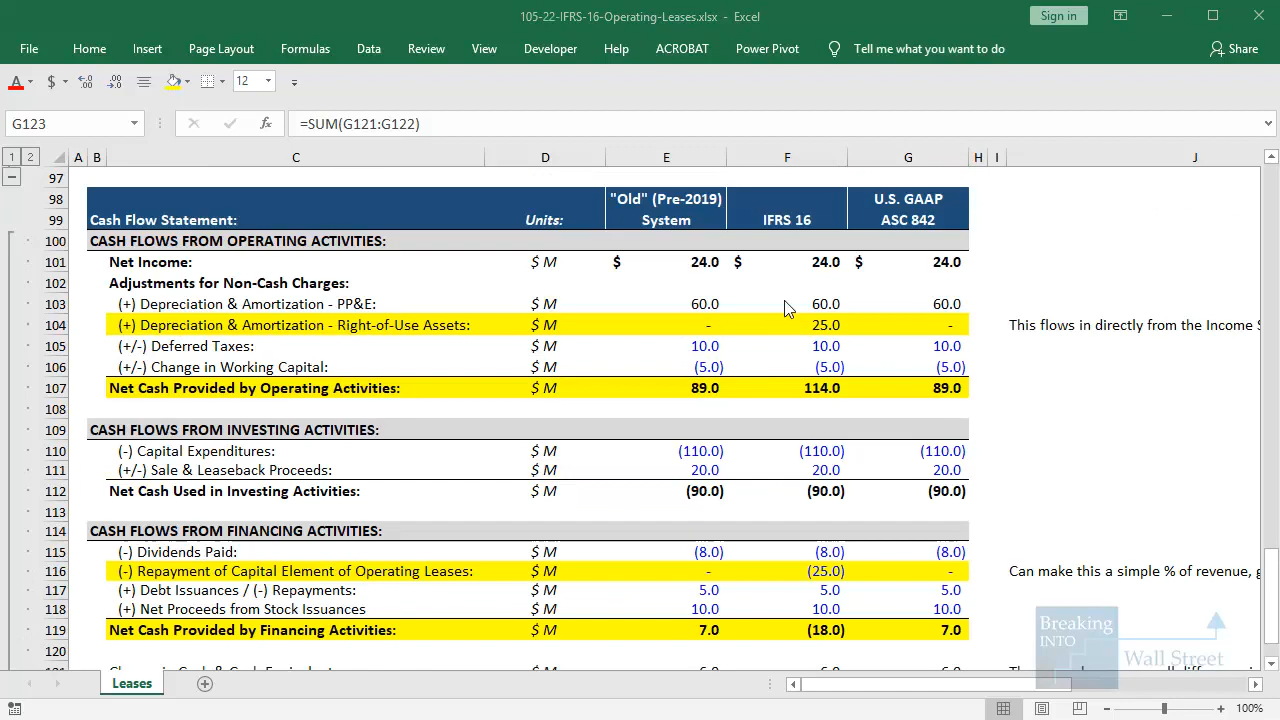 105-22-IFRS-16-Operating-Leases.xlsx - Excel
Sign in
File Home Insert Page Layout Formulas Data Review View Developer Help ACROBAT Power Pivot Tell me what you want to do Share
A $ 12
G123 fx =SUM(G121:G122)
1 2 A B C D E F G H I J
97
98 "Old" (Pre-2019) U.S. GAAP
99 Cash Flow Statement: Units: System IFRS 16 ASC 842
100 CASH FLOWS FROM OPERATING ACTIVITIES:
101 Net Income: $ M $ 24.0 $ 24.0 $ 24.0
102 Adjustments for Non-Cash Charges:
103 (+) Depreciation & Amortization - PP&E: $ M 60.0 60.0 60.0
104 (+) Depreciation & Amortization - Right-of-Use Assets: $ M - 25.0 - This flows in directly from the Income
105 (+/-) Deferred Taxes: $ M 10.0 10.0 10.0
106 (+/-) Change in Working Capital: $ M (5.0) (5.0) (5.0)
107 Net Cash Provided by Operating Activities: $ M 89.0 114.0 89.0
108
109 CASH FLOWS FROM INVESTING ACTIVITIES:
110 (-) Capital Expenditures: $ M (110.0) (110.0) (110.0)
111 (+/-) Sale & Leaseback Proceeds: $ M 20.0 20.0 20.0
112 Net Cash Used in Investing Activities: $ M (90.0) (90.0) (90.0)
113
114 CASH FLOWS FROM FINANCING ACTIVITIES:
115 (-) Dividends Paid: $ M (8.0) (8.0) (8.0)
116 (-) Repayment of Capital Element of Operating Leases: $ M - (25.0) - Can make this a simple % of revenue,
117 (+) Debt Issuances / (-) Repayments: $ M 5.0 5.0 5.0
118 (+) Net Proceeds from Stock Issuances $ M 10.0 10.0 10.0
119 Net Cash Provided by Financing Activities: $ M 7.0 (18.0) 7.0
120
Breaking
INTO
Wall Street
Leases
100%